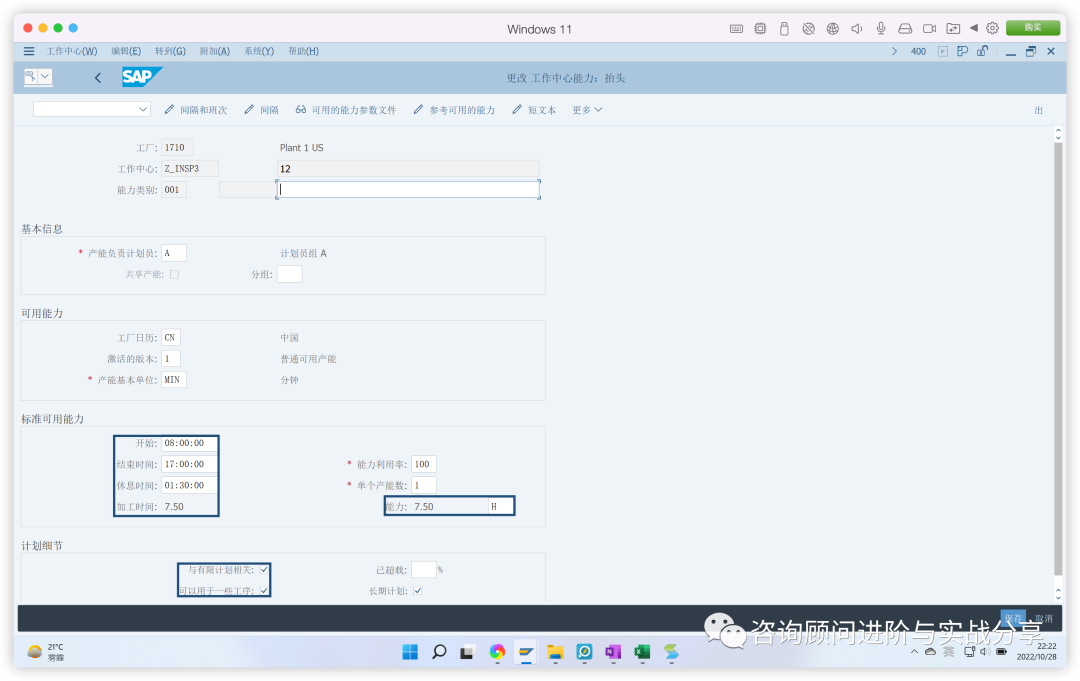 Windows 11
购买
工作中心(W) 编辑(E) 转到(G) 附加(A) 系统(Y) 帮助(H)
400
SAP
更改 工作中心能力：抬头
间隔和班次 间隔 可用的能力参数文件 参考可用的能力 短文本 更多 出
工厂: 1710 Plant 1 US
工作中心: Z_INSP3 12
能力类别: 001
基本信息
* 产能负责计划员: A 计划员组 A
共享产能: 分组:
可用能力
工厂日历: CN 中国
激活的版本: 1 普通可用产能
* 产能基本单位: MIN 分钟
标准可用能力
开始: 08:00:00
结束时间: 17:00:00 * 能力利用率: 100
休息时间: 01:30:00 * 单个产能数: 1
加工时间: 7.50 能力: 7.50 H
计划细节
与有限计划相关: 已超载: %
可以用于一些工序: 长期计划:
保存 取消
咨询顾问进阶与实战分享
21°C
雾霾
英
22:22
2022/10/28